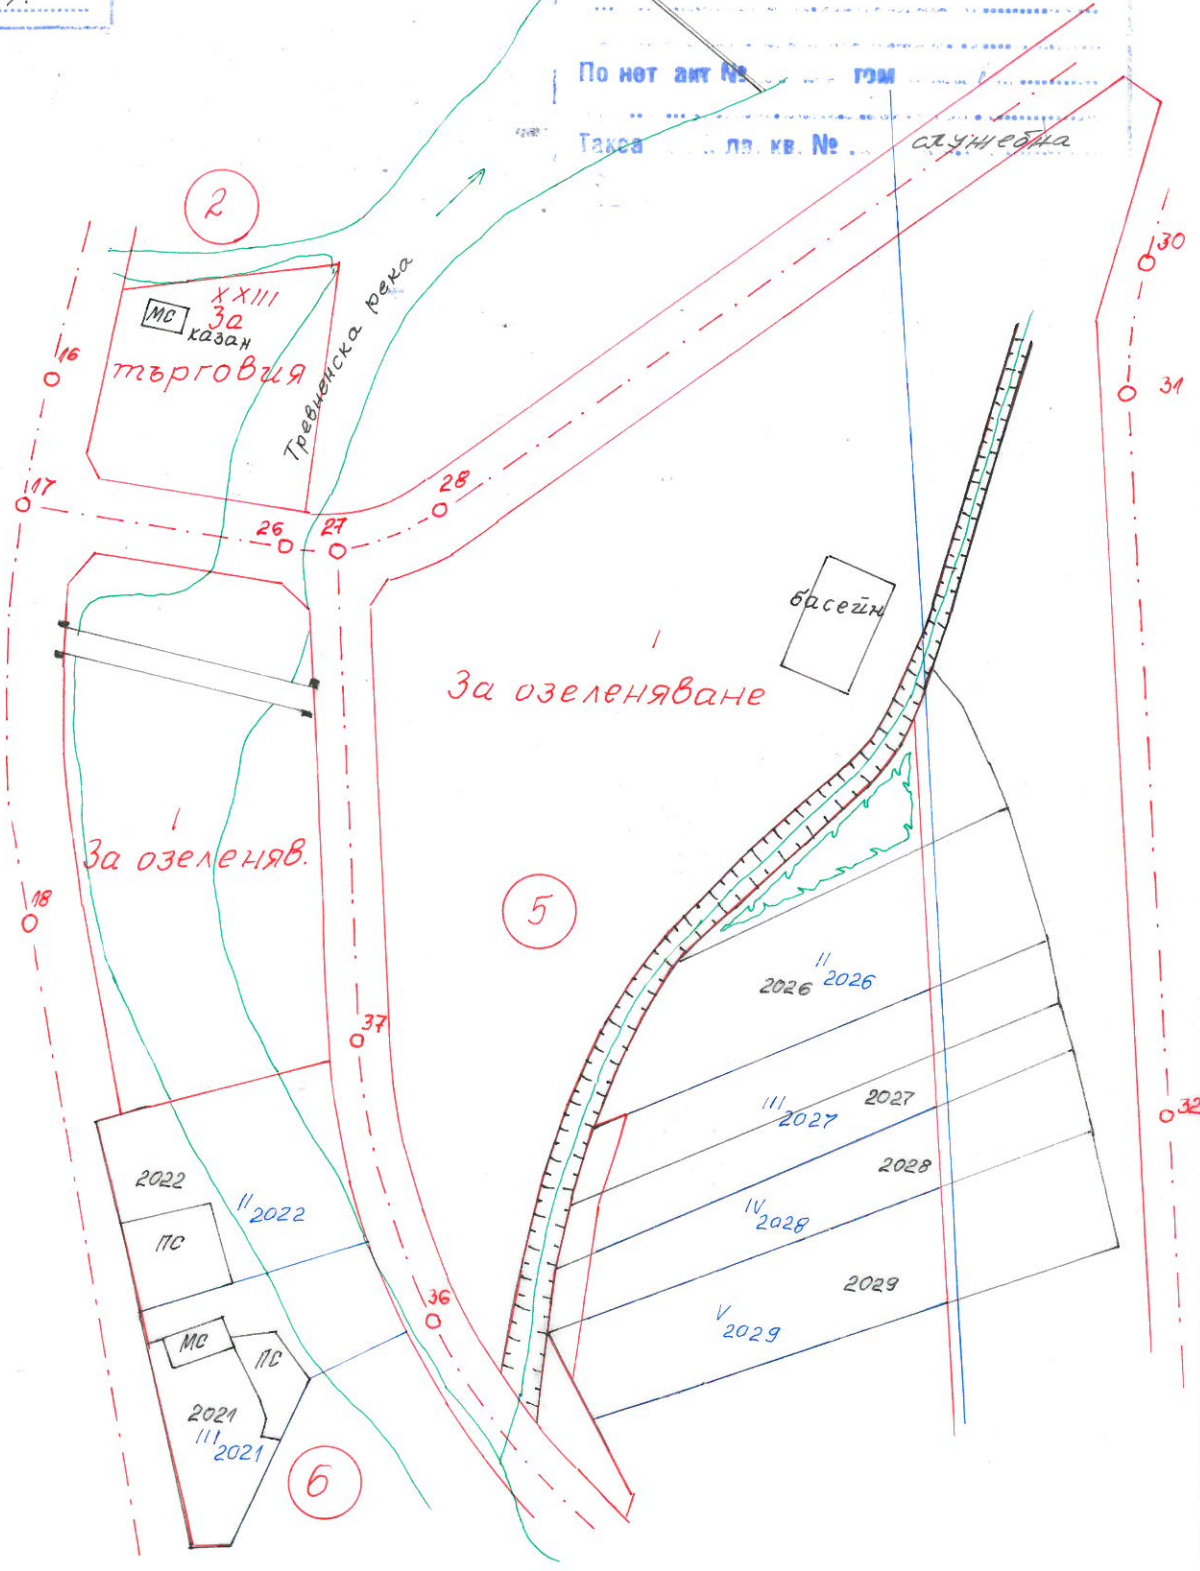 По нот акт № том
Такса пл. кв. №
служебна
2
30
XXIII
За
МС
казан
търговия
Тревненска река
16
31
17
28
26
27
басейн
I
За озеленяване
I
За озеленяв.
18
5
2026
II 2026
37
III 2027
2027
32
2028
2022
II 2022
IV 2028
ПС
2029
36
V 2029
МС
ПС
2021
III 2021
6